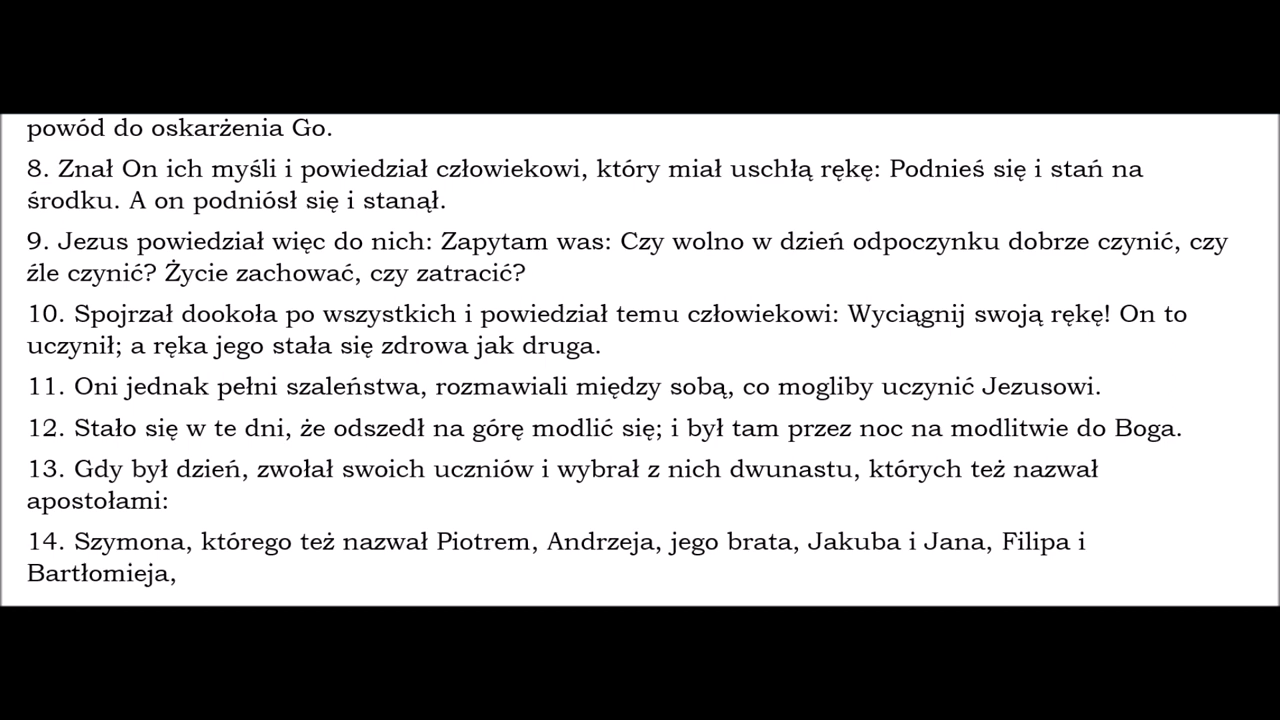 powód do oskarżenia Go.
8. Znał On ich myśli i powiedział człowiekowi, który miał uschłą rękę: Podnieś się i stań na
środku. A on podniósł się i stanął.
9. Jezus powiedział więc do nich: Zapytam was: Czy wolno w dzień odpoczynku dobrze czynić, czy
źle czynić? Życie zachować, czy zatracić?
10. Spojrzał dookoła po wszystkich i powiedział temu człowiekowi: Wyciągnij swoją rękę! On to
uczynił; a ręka jego stała się zdrowa jak druga.
11. Oni jednak pełni szaleństwa, rozmawiali między sobą, co mogliby uczynić Jezusowi.
12. Stało się w te dni, że odszedł na górę modlić się; i był tam przez noc na modlitwie do Boga.
13. Gdy był dzień, zwołał swoich uczniów i wybrał z nich dwunastu, których też nazwał
apostołami:
14. Szymona, którego też nazwał Piotrem, Andrzeja, jego brata, Jakuba i Jana, Filipa i
Bartłomieja,